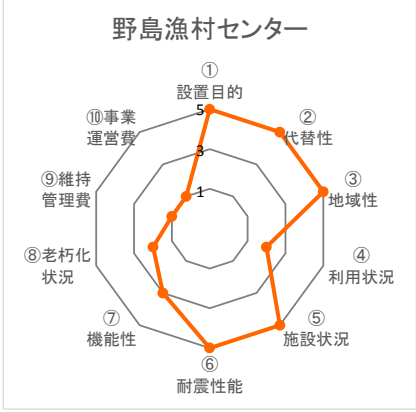 野島漁村センター
①
設置目的
②
代替性
③
地域性
④
利用状況
⑤
施設状況
⑥
耐震性能
⑦
機能性
⑧老朽化
状況
⑨維持
管理費
⑩事業
運営費
5
3
1